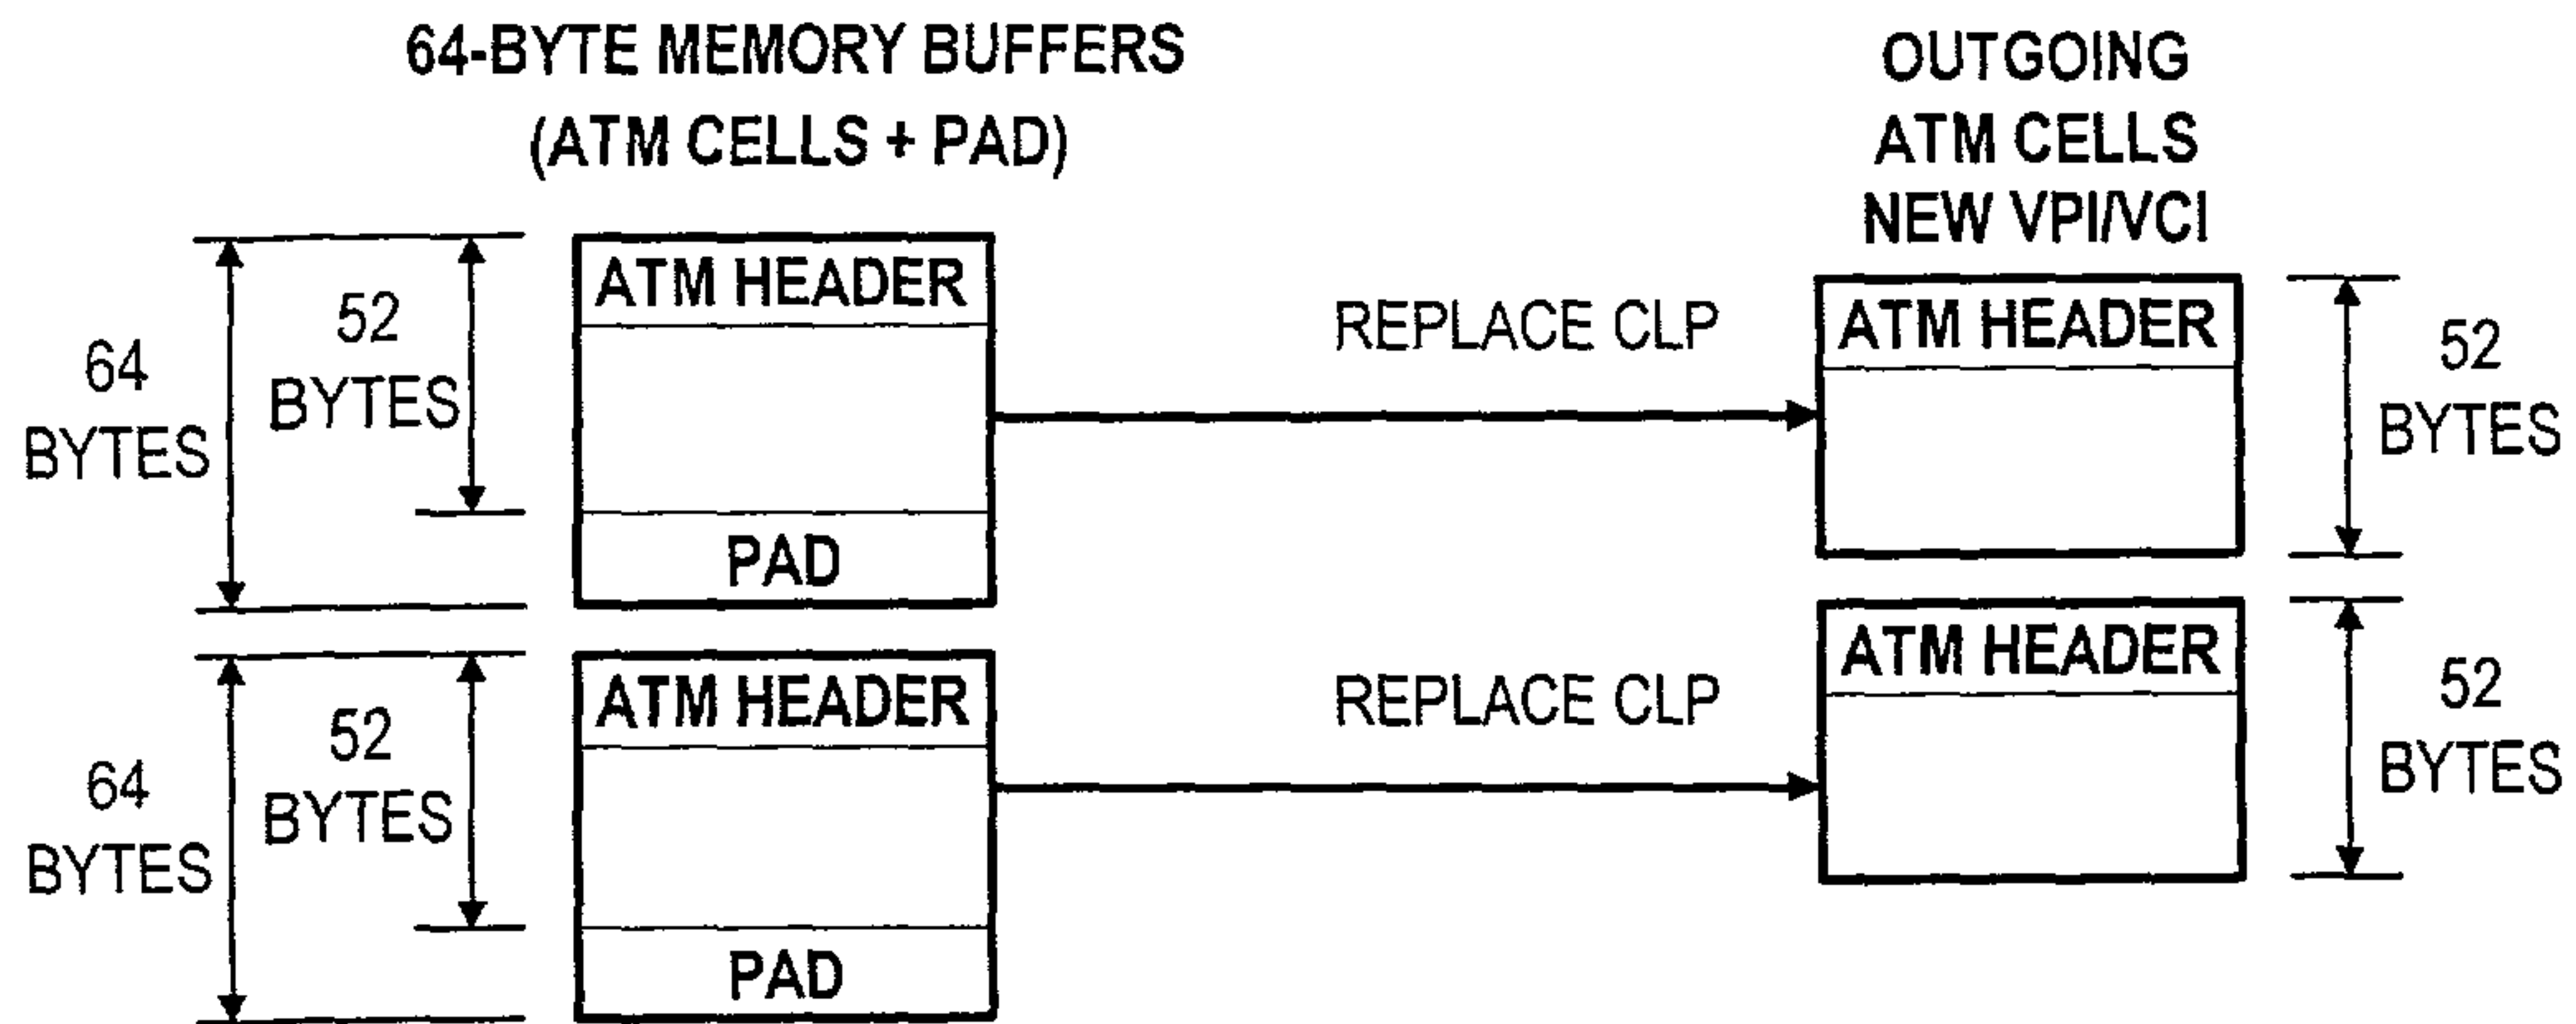 64-BYTE MEMORY BUFFERS
(ATM CELLS + PAD)
OUTGOING
ATM CELLS
NEW VPI/VCI
64
BYTES
52
BYTES
ATM HEADER
PAD
REPLACE CLP
ATM HEADER
52
BYTES
64
BYTES
52
BYTES
ATM HEADER
PAD
REPLACE CLP
ATM HEADER
52
BYTES